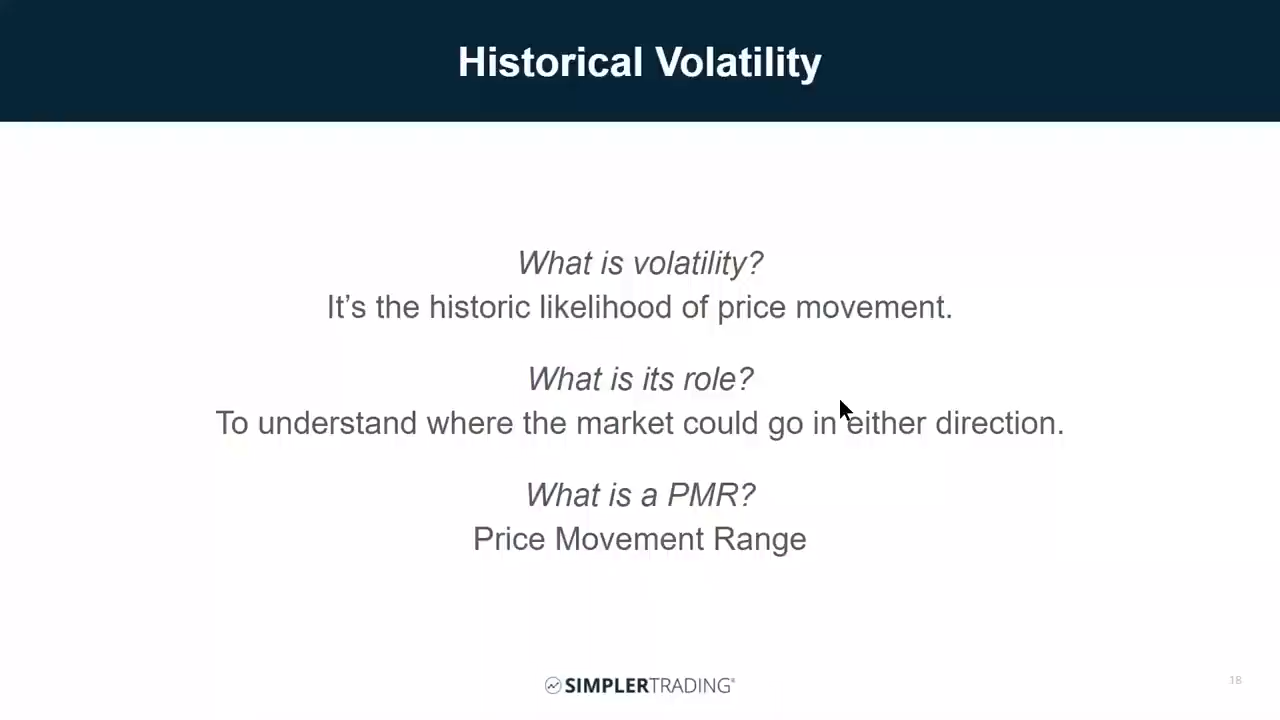 Historical Volatility
What is volatility?
It’s the historic likelihood of price movement.
What is its role?
To understand where the market could go in either direction.
What is a PMR?
Price Movement Range
SIMPLERTRADING®
18